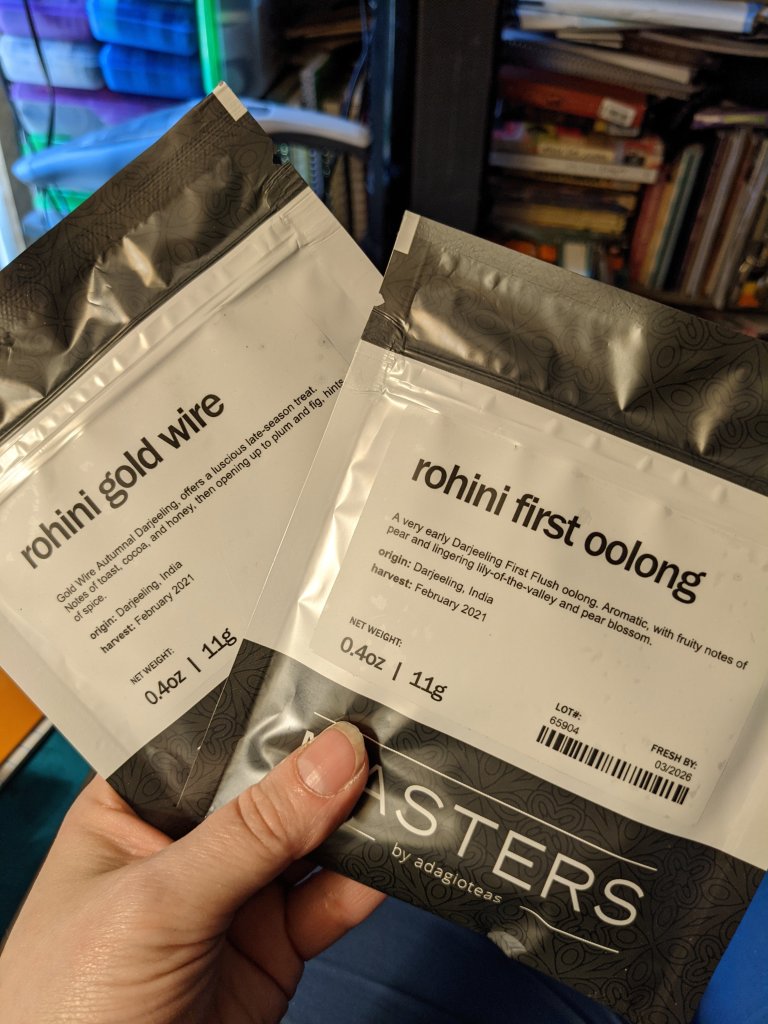 rohini gold wire
Gold Wire Autumnal Darjeeling, offers a luscious late-season treat.
Notes of toast, cocoa, and honey, then opening up to plum and fig, hints
of spice.
origin: Darjeeling, India
harvest: February 2021
NET WEIGHT:
0.4oz | 11g
rohini first oolong
A very early Darjeeling First Flush oolong. Aromatic, with fruity notes of
pear and lingering lily-of-the-valley and pear blossom.
origin: Darjeeling, India
harvest: February 2021
NET WEIGHT:
0.4oz | 11g
LOT#:
65904
FRESH BY:
03/2026
MASTERS
by adagioteas